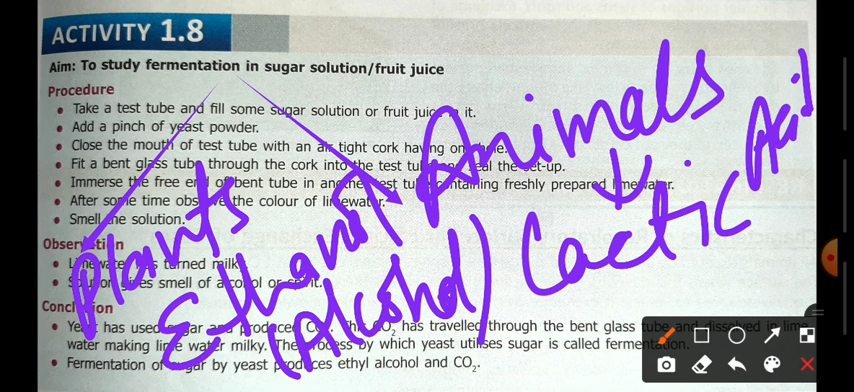 ACTIVITY 1.8
Aim: To study fermentation in sugar solution/fruit juice
Procedure
• Take a test tube and fill some sugar solution or fruit juice in it.
• Add a pinch of yeast powder.
• Close the mouth of test tube with an air tight cork having one hole.
• Fit a bent glass tube through the cork into the test tube and seal the set-up.
• Immerse the free end of bent tube in another test tube containing freshly prepared limewater.
• After some time observe the colour of limewater.
• Smell the solution.
Observation
• Limewater has turned milky.
• Solution gives smell of alcohol or spirit.
Conclusion
• Yeast has used sugar and produced CO₂. This CO₂ has travelled through the bent glass tube and dissolved in lime
water making lime water milky. The process by which yeast utilises sugar is called fermentation.
• Fermentation of sugar by yeast produces ethyl alcohol and CO₂.
Plants
Ethanol
(Alcohol)
Animals
Lactic Acid